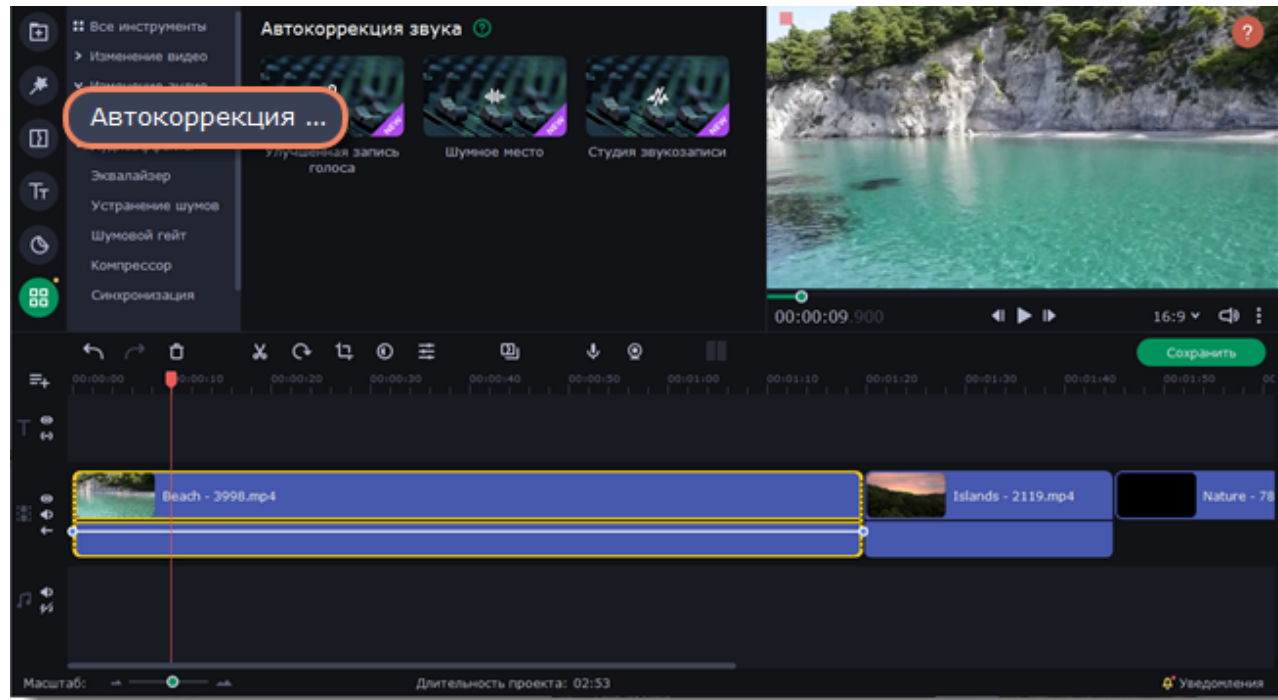 Все инструменты
Изменение видео
Изменение аудио
Автокоррекция ...
Эквалайзер
Устранение шумов
Шумовой гейт
Компрессор
Синхронизация
Автокоррекция звука ?
NEW
NEW
NEW
Улучшенная запись
голоса
Шумное место
Студия звукозаписи
?
00:00:09.900
16:9
Сохранить
00:00:00
00:00:10
00:00:20
00:00:30
00:00:40
00:00:50
00:01:00
00:01:10
00:01:20
00:01:30
00:01:40
00:01:50
Beach - 3998.mp4
Islands - 2119.mp4
Nature - 78
Масштаб:
Длительность проекта: 02:53
Уведомления